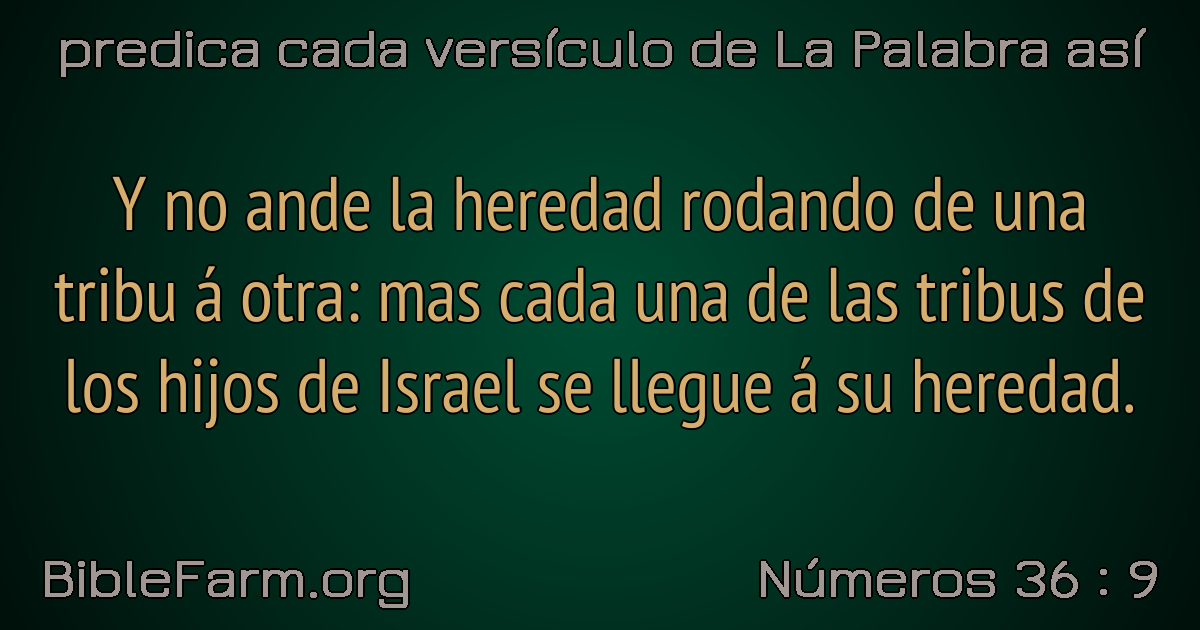 predica cada versículo de La Palabra así
Y no ande la heredad rodando de una
tribu á otra: mas cada una de las tribus de
los hijos de Israel se llegue á su heredad.
BibleFarm.org
Números 36 : 9